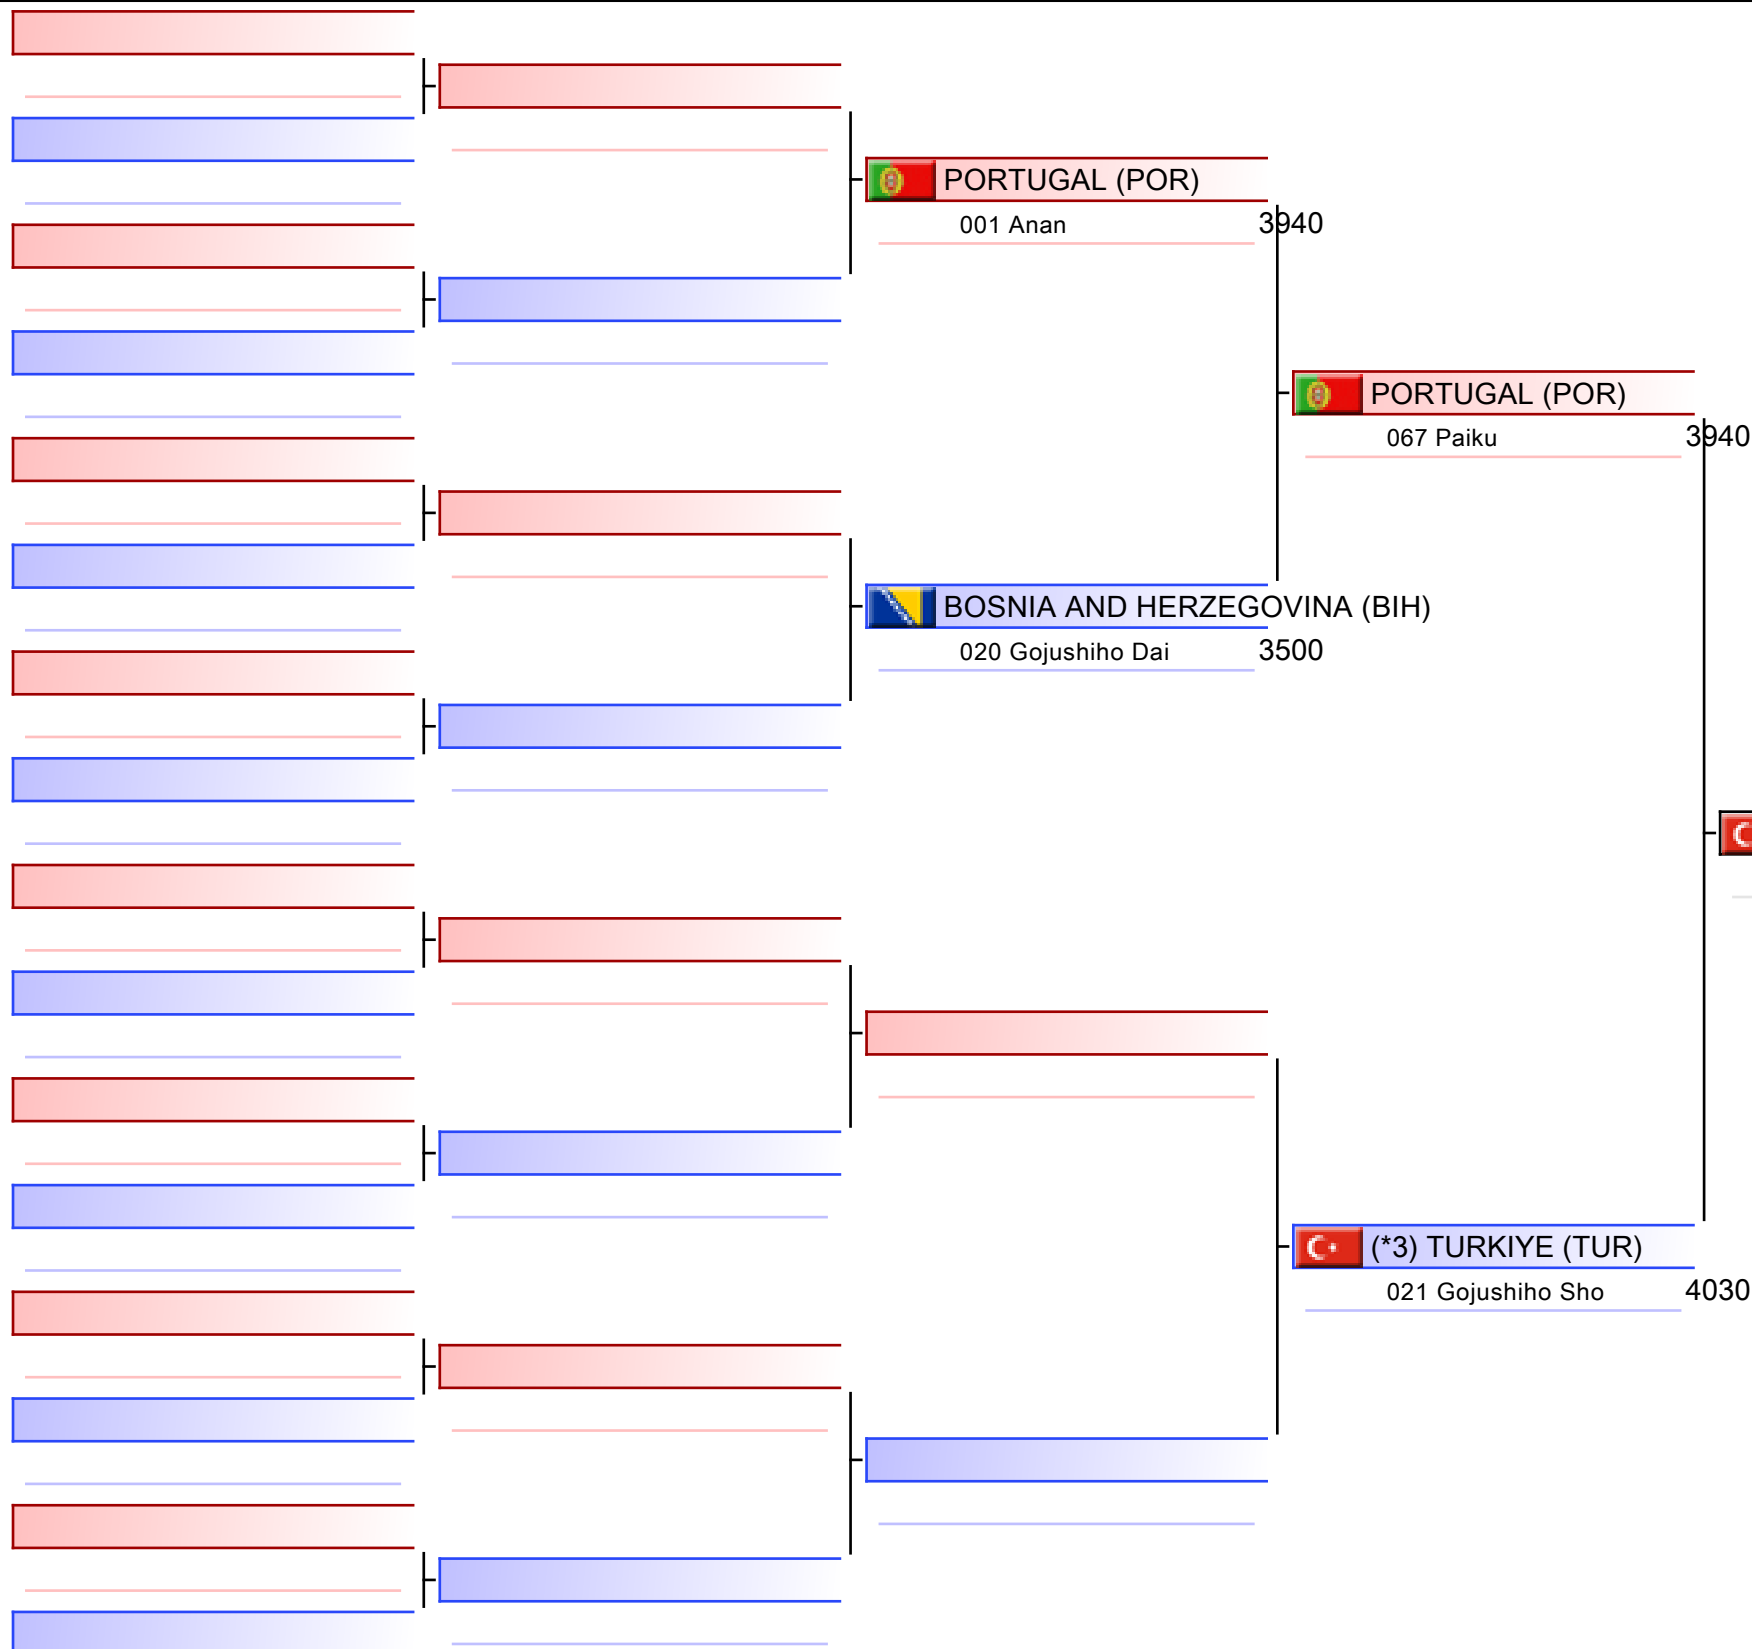 PORTUGAL (POR)
001 Anan 3940
PORTUGAL (POR)
067 Paiku 3940
BOSNIA AND HERZEGOVINA (BIH)
020 Gojushiho Dai 3500
(*3) TURKIYE (TUR)
021 Gojushiho Sho 4030